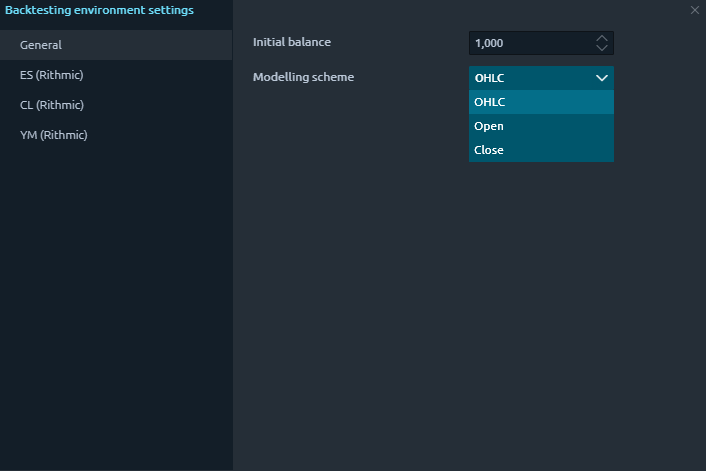 Backtesting environment settings
General
ES (Rithmic)
CL (Rithmic)
YM (Rithmic)
Initial balance
1,000
Modelling scheme
OHLC
OHLC
Open
Close